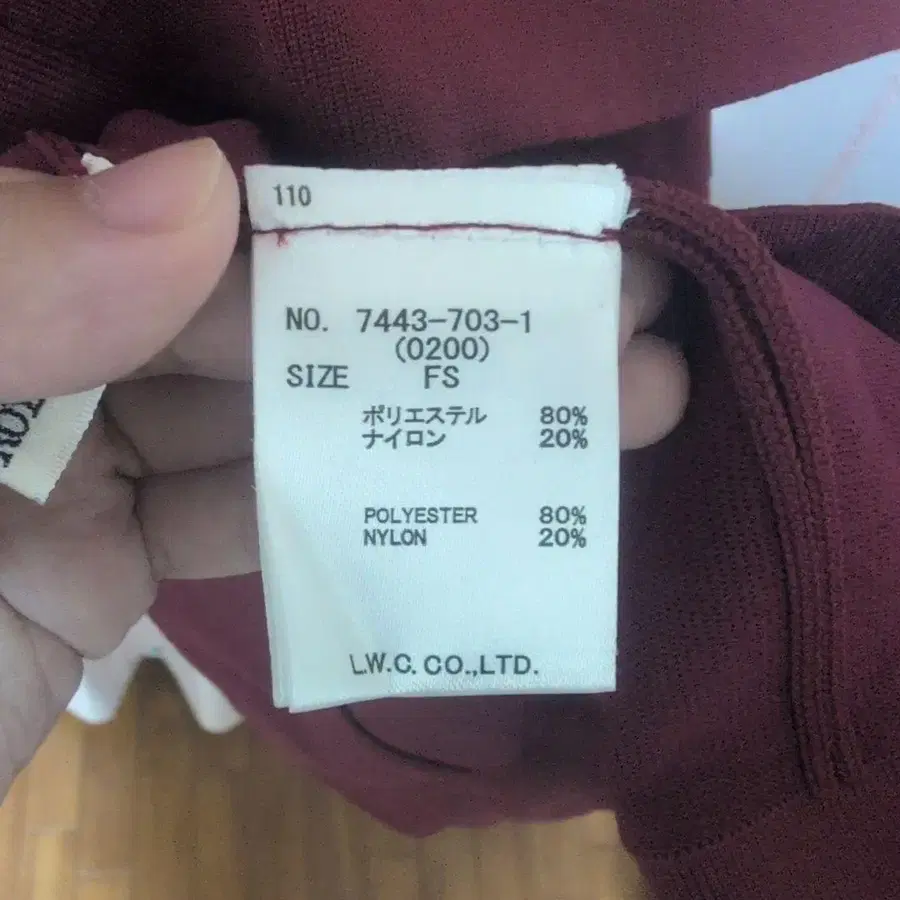 110
NO. 7443-703-1
(0200)
SIZE FS
ポリエステル 80%
ナイロン 20%
POLYESTER 80%
NYLON 20%
L.W.C. CO.,LTD.